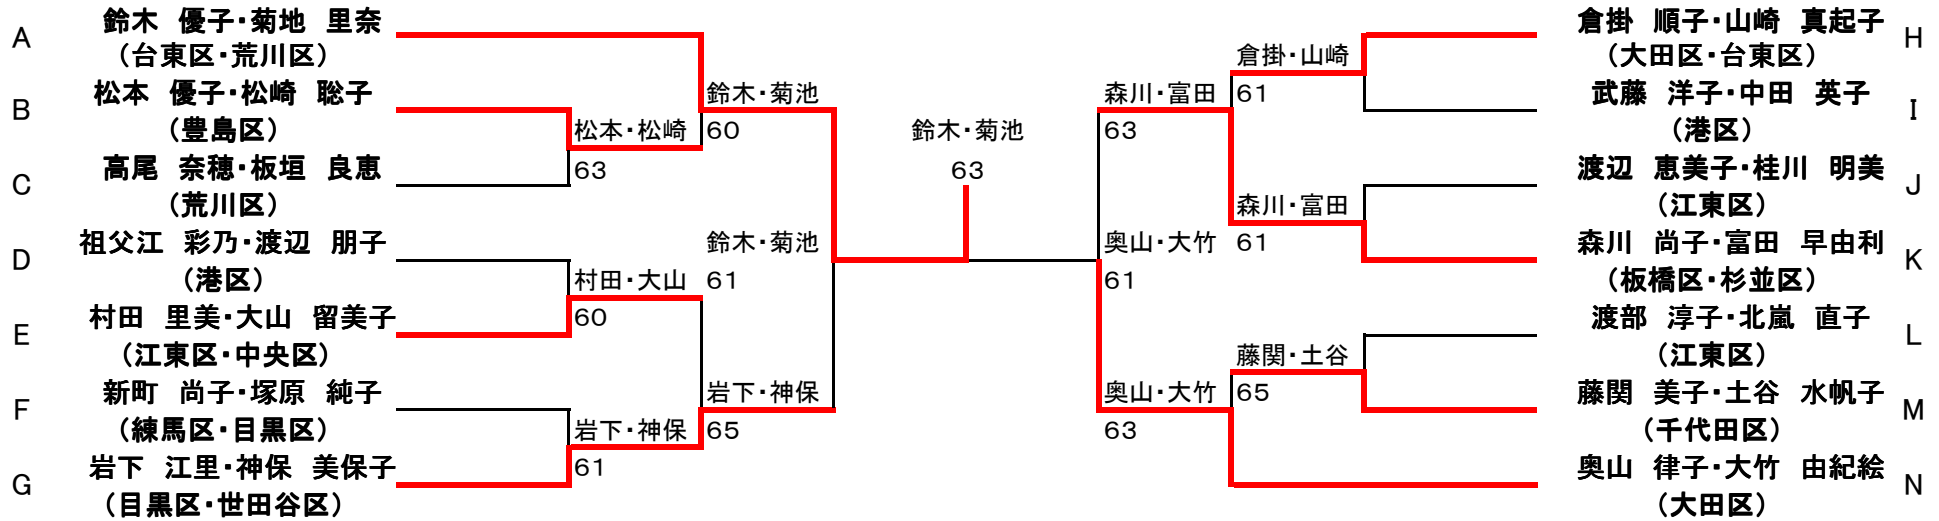 A
鈴木 優子・菊地 里奈
（台東区・荒川区）
B
松本 優子・松崎 聡子
（豊島区）
C
高尾 奈穂・板垣 良恵
（荒川区）
D
祖父江 彩乃・渡辺 朋子
（港区）
E
村田 里美・大山 留美子
（江東区・中央区）
F
新町 尚子・塚原 純子
（練馬区・目黒区）
G
岩下 江里・神保 美保子
（目黒区・世田谷区）
松本・松崎
63
村田・大山
60
岩下・神保
61
鈴木・菊池
60
岩下・神保
65
鈴木・菊池
61
鈴木・菊池
63
奥山・大竹
61
森川・富田
63
奥山・大竹
63
倉掛・山崎
61
森川・富田
61
藤関・土谷
65
倉掛 順子・山崎 真起子
（大田区・台東区）
H
武藤 洋子・中田 英子
（港区）
I
渡辺 恵美子・桂川 明美
（江東区）
J
森川 尚子・富田 早由利
（板橋区・杉並区）
K
渡部 淳子・北嵐 直子
（江東区）
L
藤関 美子・土谷 水帆子
（千代田区）
M
奥山 律子・大竹 由紀絵
（大田区）
N